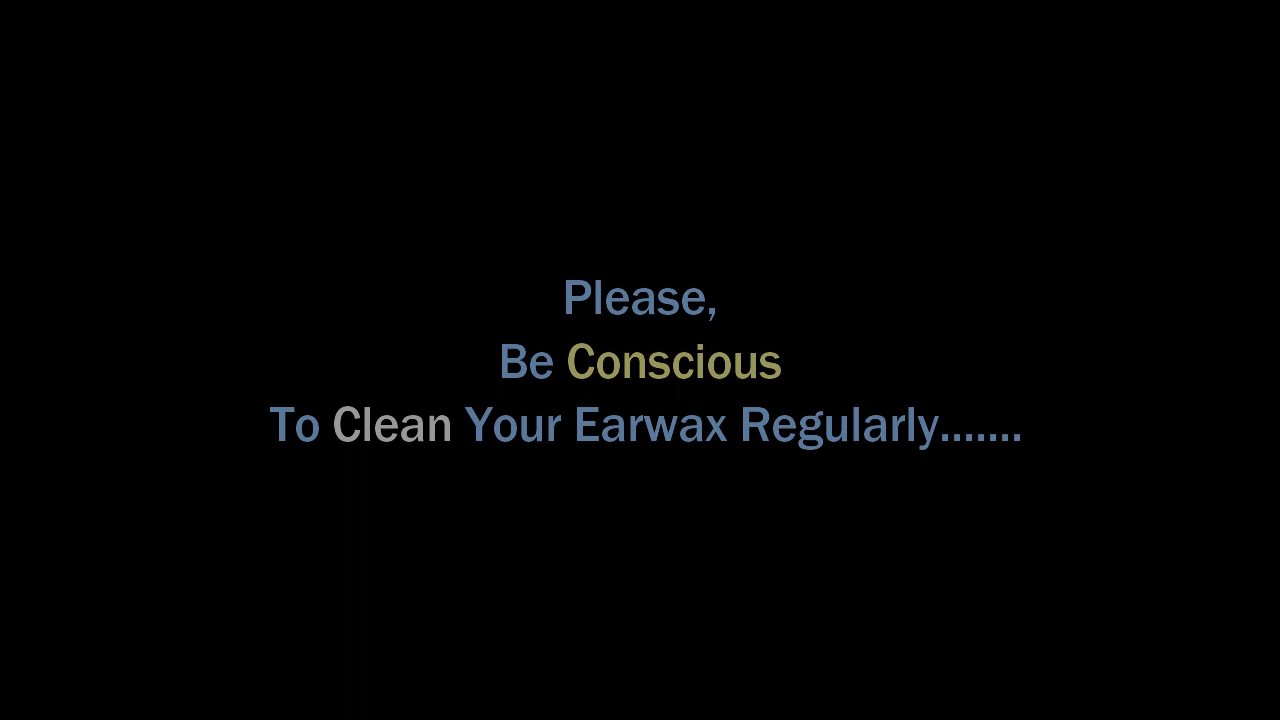 Please,
Be Conscious
To Clean Your Earwax Regularly.......